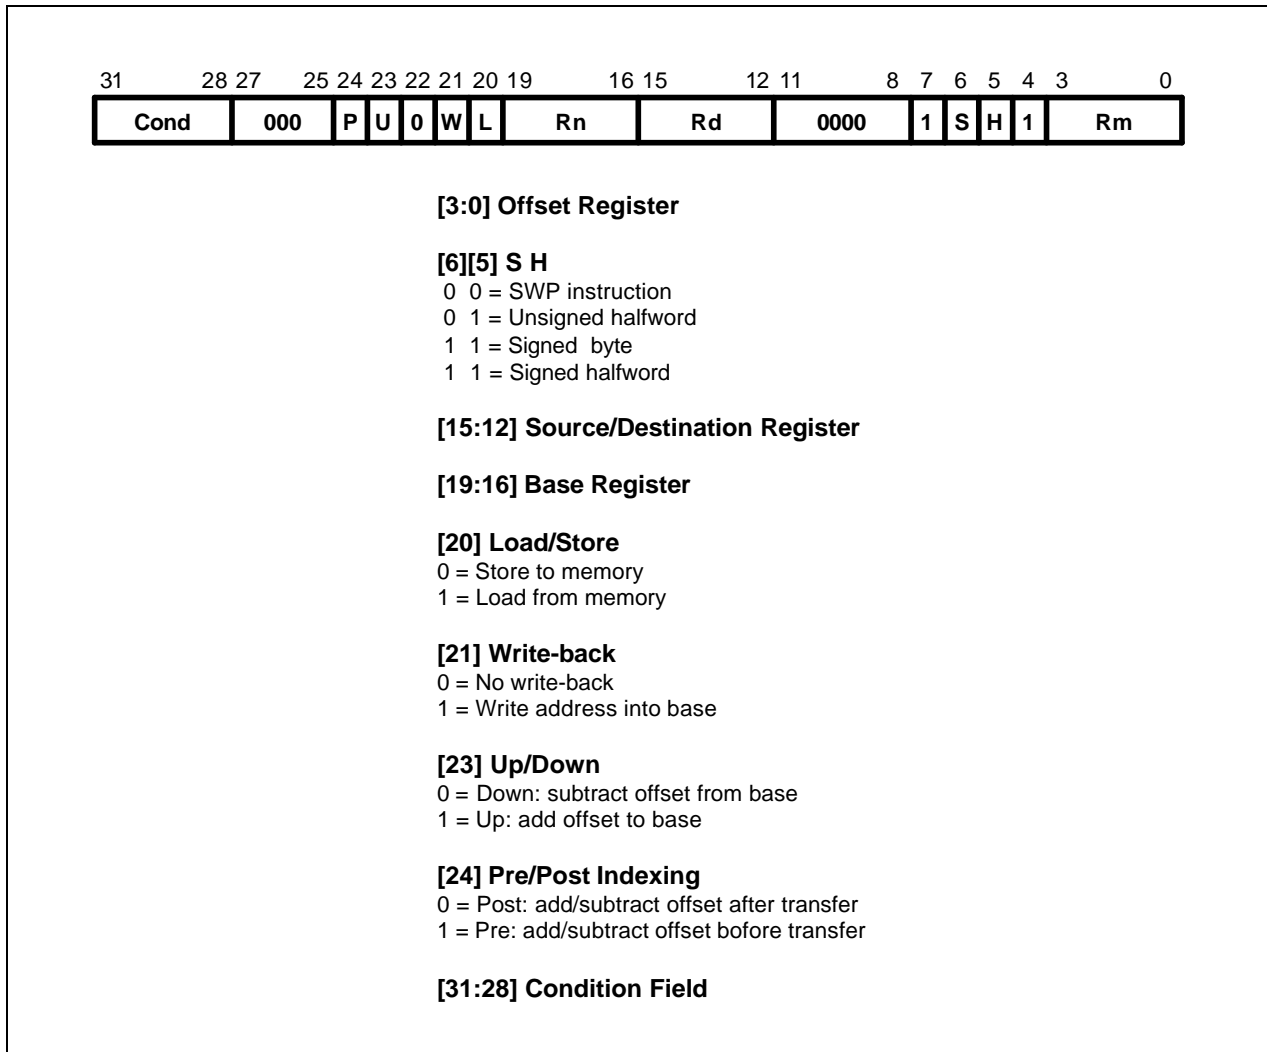 31 28 27 25 24 23 22 21 20 19 16 15 12 11 8 7 6 5 4 3 0
Cond 000 P U 0 W L Rn Rd 0000 1 S H 1 Rm
[3:0] Offset Register
[6][5] S H
0 0 = SWP instruction
0 1 = Unsigned halfword
1 1 = Signed byte
1 1 = Signed halfword
[15:12] Source/Destination Register
[19:16] Base Register
[20] Load/Store
0 = Store to memory
1 = Load from memory
[21] Write-back
0 = No write-back
1 = Write address into base
[23] Up/Down
0 = Down: subtract offset from base
1 = Up: add offset to base
[24] Pre/Post Indexing
0 = Post: add/subtract offset after transfer
1 = Pre: add/subtract offset bofore transfer
[31:28] Condition Field